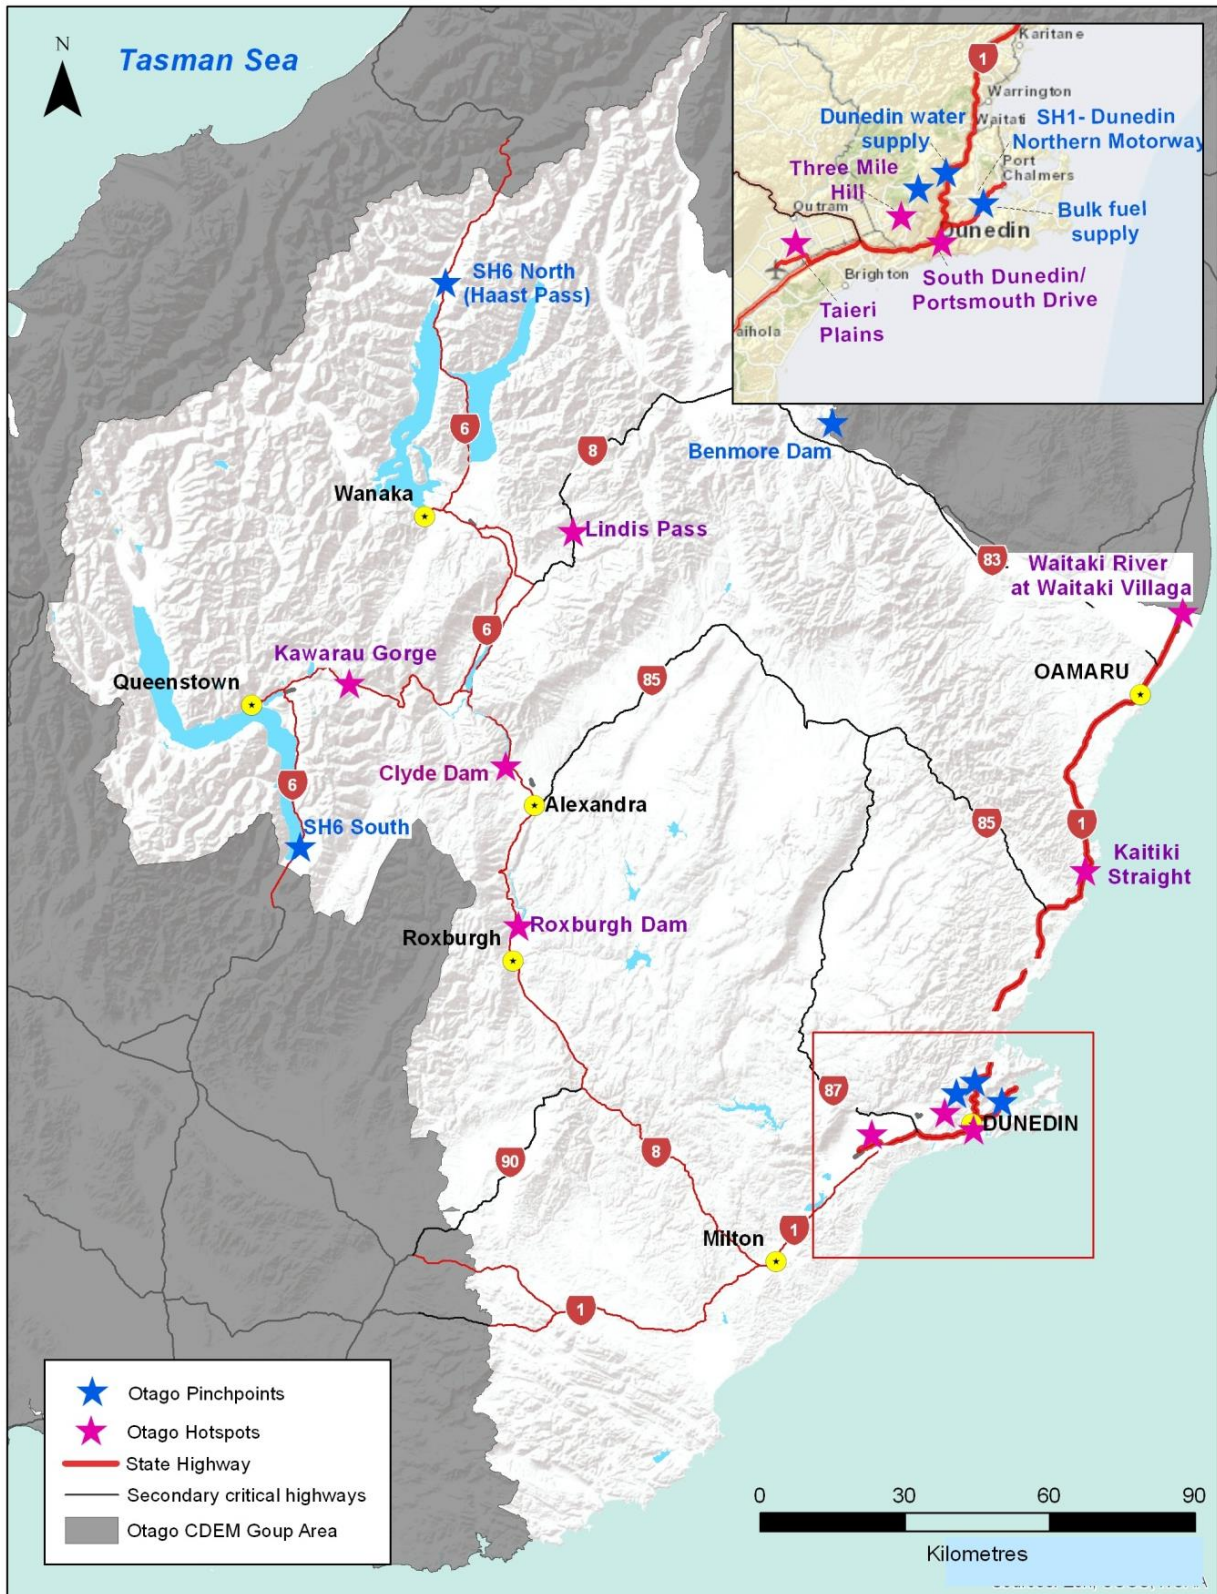 N
Tasman Sea
1
Karitane
Warrington
Dunedin water
supply
Waitati
SH1- Dunedin
Northern Motorway
Three Mile
Hill
Port
Chalmers
Outram
Bulk fuel
supply
Dunedin
Brighton
South Dunedin/
Portsmouth Drive
Taieri
Plains
aihola
SH6 North
(Haast Pass)
6
8
Benmore Dam
Wanaka
Lindis Pass
83
Waitaki River
at Waitaki Villaga
6
Kawarau Gorge
85
Queenstown
OAMARU
6
Clyde Dam
Alexandra
85
1
SH6 South
Kaitiki
Straight
Roxburgh Dam
Roxburgh
87
DUNEDIN
90
8
1
Milton
1
Otago Pinchpoints
Otago Hotspots
State Highway
Secondary critical highways
Otago CDEM Goup Area
0 30 60 90
Kilometres